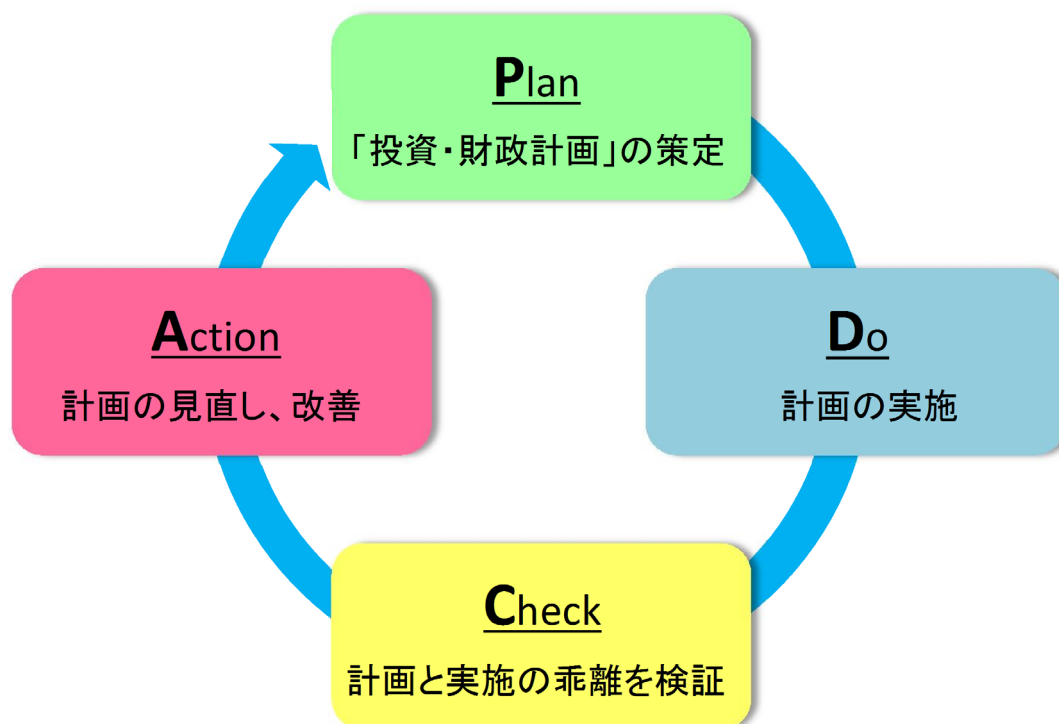 Plan
「投資・財政計画」の策定
Action
計画の見直し、改善
Do
計画の実施
Check
計画と実施の乖離を検証